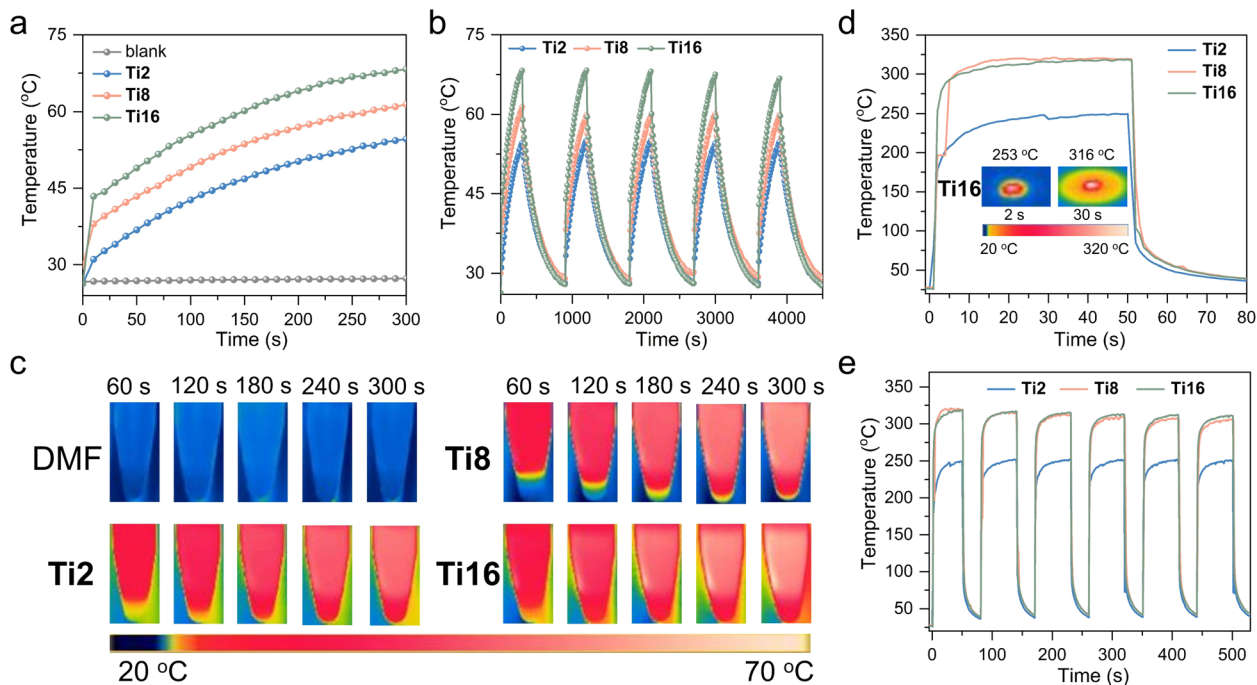 a
75
60
45
30
Temperature (°C)
blank
Ti2
Ti8
Ti16
0 50 100 150 200 250 300
Time (s)
b
75
60
45
30
Temperature (°C)
Ti2 Ti8 Ti16
0 1000 2000 3000 4000
Time (s)
d
350
300
250
200
150
100
50
Temperature (°C)
Ti2
Ti8
Ti16
253 °C 316 °C
Ti16
2 s 30 s
20 °C 320 °C
0 10 20 30 40 50 60 70 80
Time (s)
c
60 s 120 s 180 s 240 s 300 s
DMF
Ti2
60 s 120 s 180 s 240 s 300 s
Ti8
Ti16
20 °C 70 °C
e
350
300
250
200
150
100
50
Temperature (°C)
Ti2 Ti8 Ti16
0 100 200 300 400 500
Time (s)